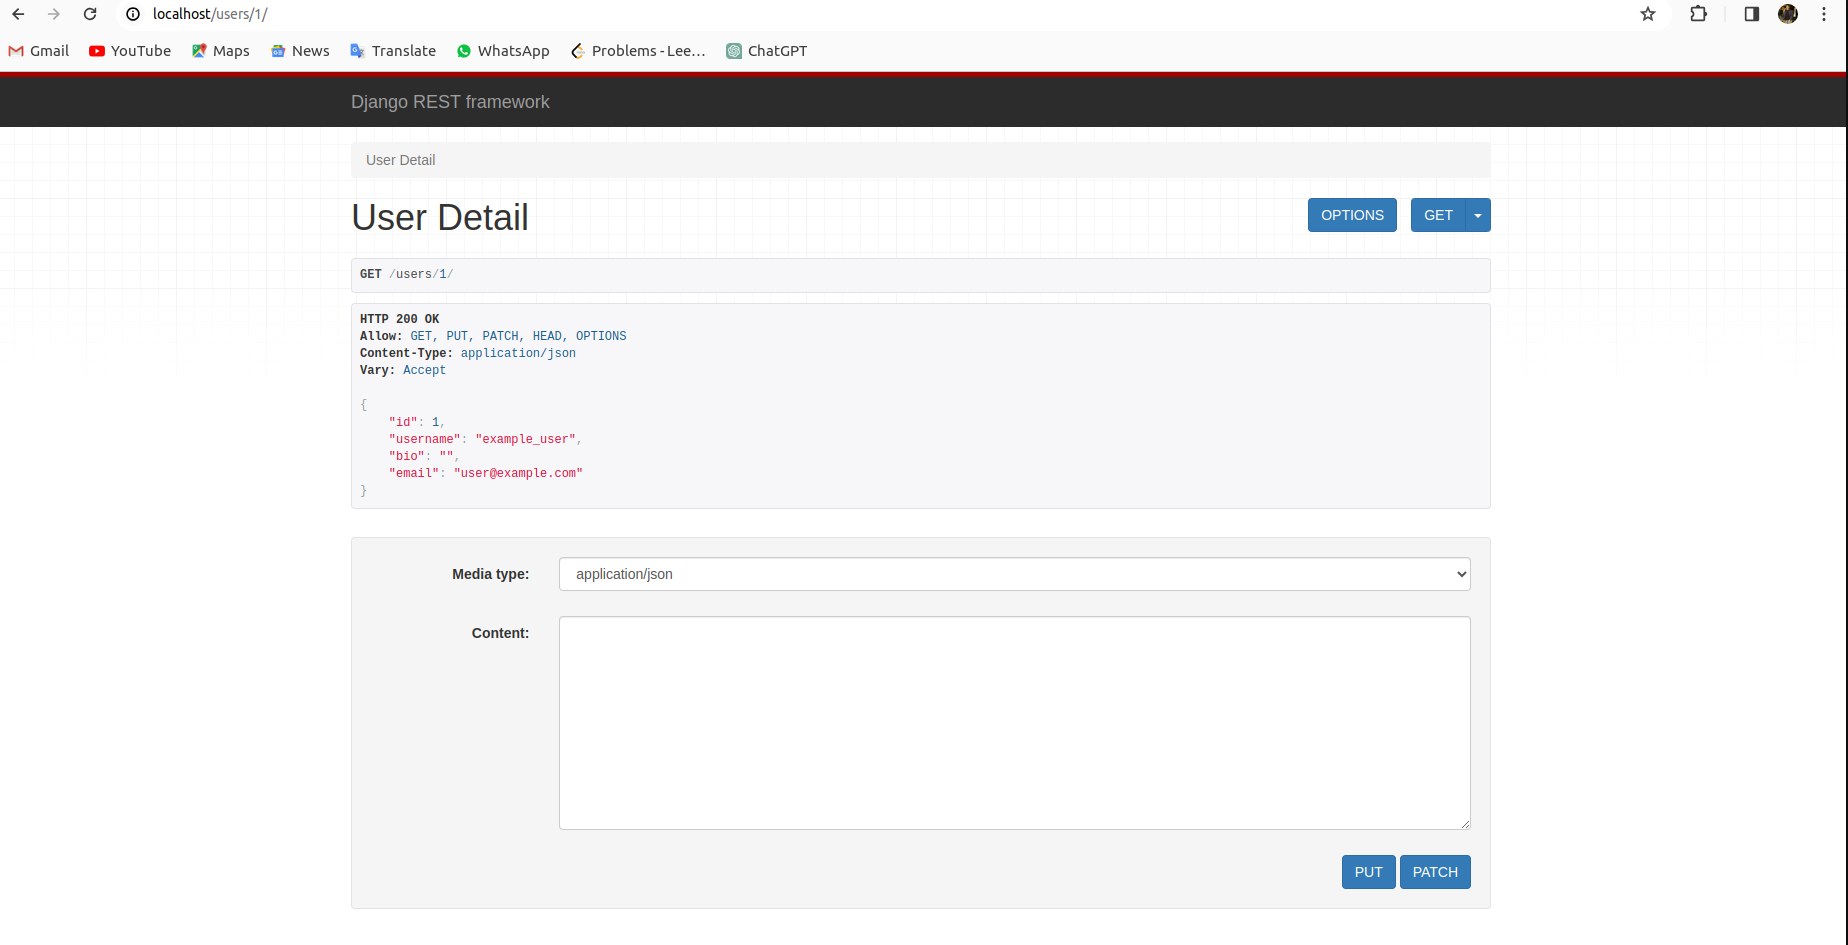 localhost/users/1/
Gmail YouTube Maps News Translate WhatsApp Problems - Lee... ChatGPT
Django REST framework
User Detail
User Detail
OPTIONS GET
GET /users/1/
HTTP 200 OK
Allow: GET, PUT, PATCH, HEAD, OPTIONS
Content-Type: application/json
Vary: Accept
{
"id": 1,
"username": "example_user",
"bio": "",
"email": "user@example.com"
}
Media type: application/json
Content:
PUT PATCH